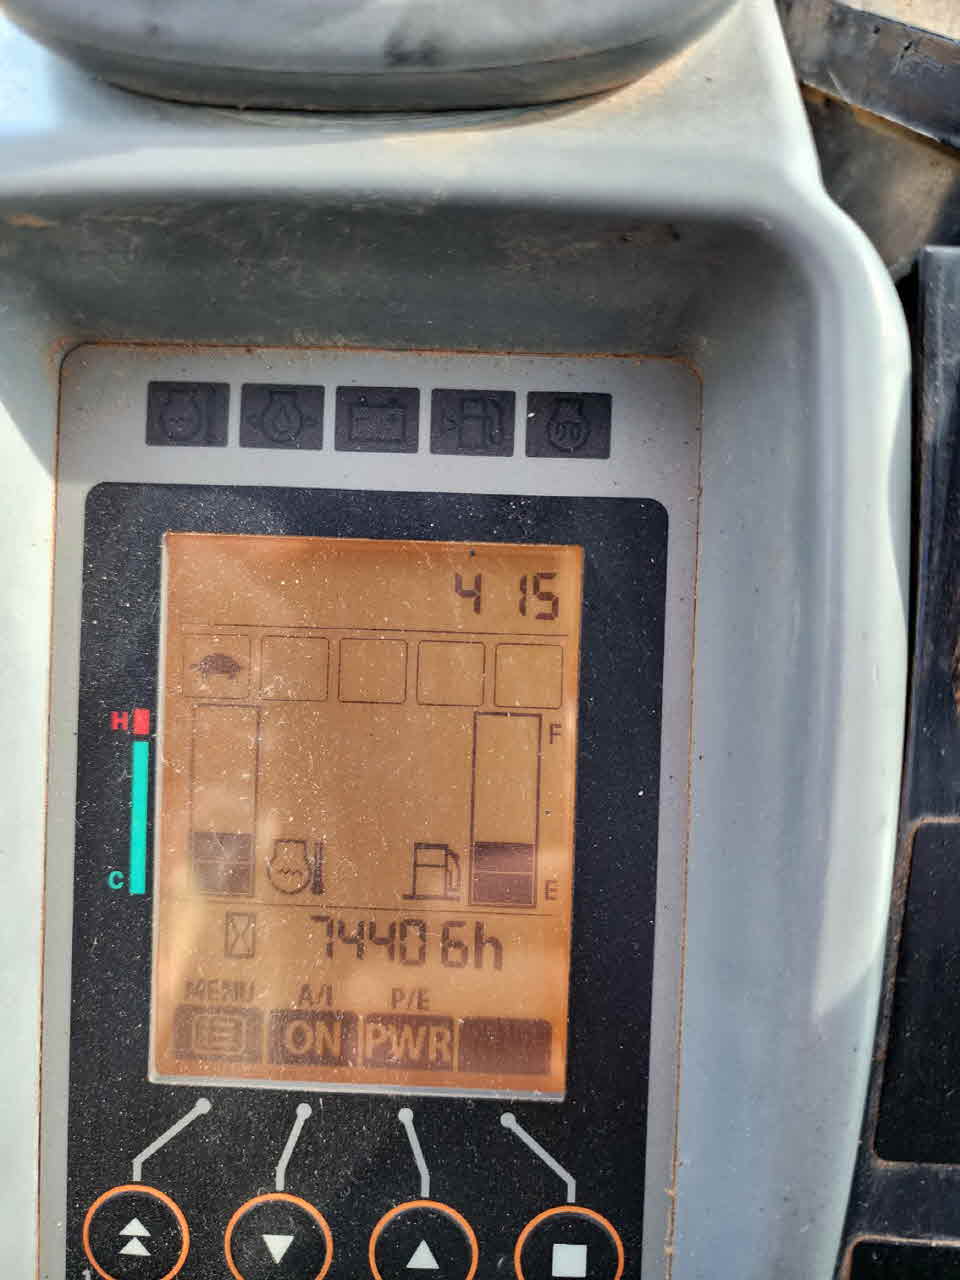 4 15
H
F
C
E
7440 6h
MENU A/I P/E
ON PWR